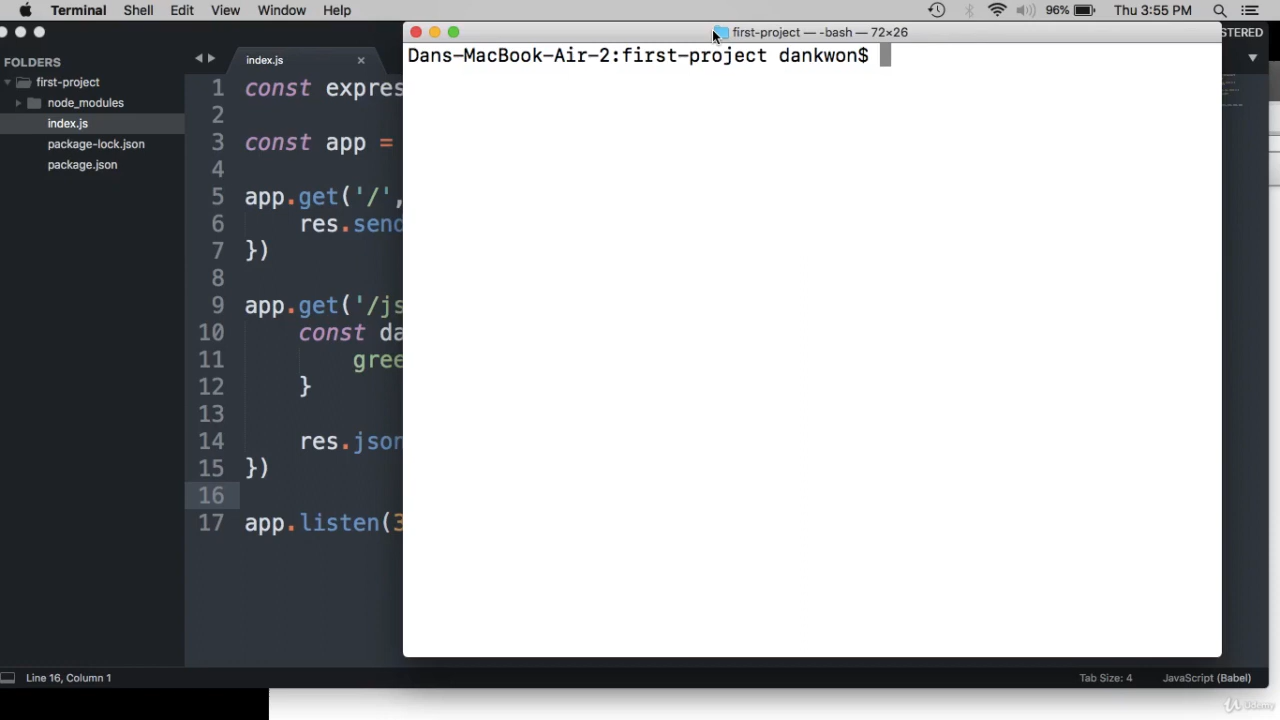 Terminal Shell Edit View Window Help 96% Thu 3:55 PM
first-project — -bash — 72×26
STERED
Dans-MacBook-Air-2:first-project dankwon$
FOLDERS
first-project
node_modules
index.js
package-lock.json
package.json
index.js
1 const expres
2
3 const app =
4
5 app.get('/',
6 res.send
7 })
8
9 app.get('/js
10 const da
11 gree
12 }
13
14 res.json
15 })
16
17 app.listen(3
Line 16, Column 1
Tab Size: 4
JavaScript (Babel)
Udemy